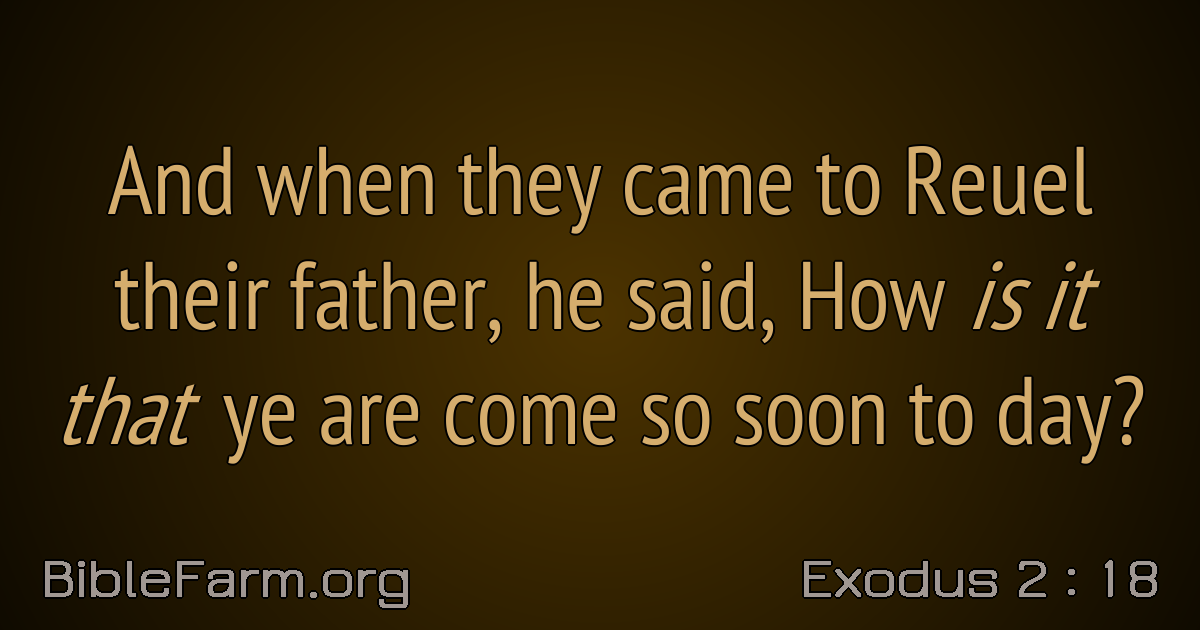 And when they came to Reuel
their father, he said, How is it
that ye are come so soon to day?
BibleFarm.org
Exodus 2 : 18